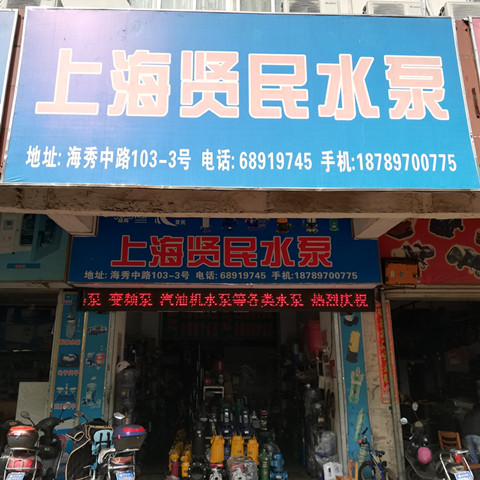 上海贤民水泵
地址: 海秀中路103-3号 电话: 68919745 手机:18789700775
上海贤民水泵
地址: 海秀中路103-3号 电话: 68919745 手机:18789700775
泵 变频泵 汽油机水泵等各类水泵 热烈庆祝